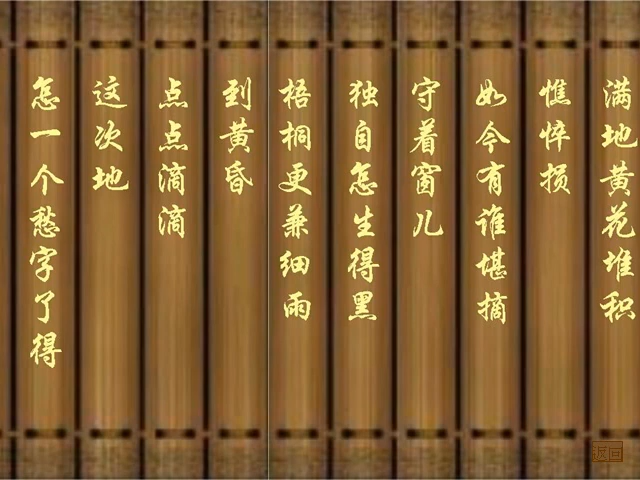 满地黄花堆积
憔悴损
如今有谁堪摘
守着窗儿
独自怎生得黑
梧桐更兼细雨
到黄昏
点点滴滴
这次地
怎一个愁字了得
返回